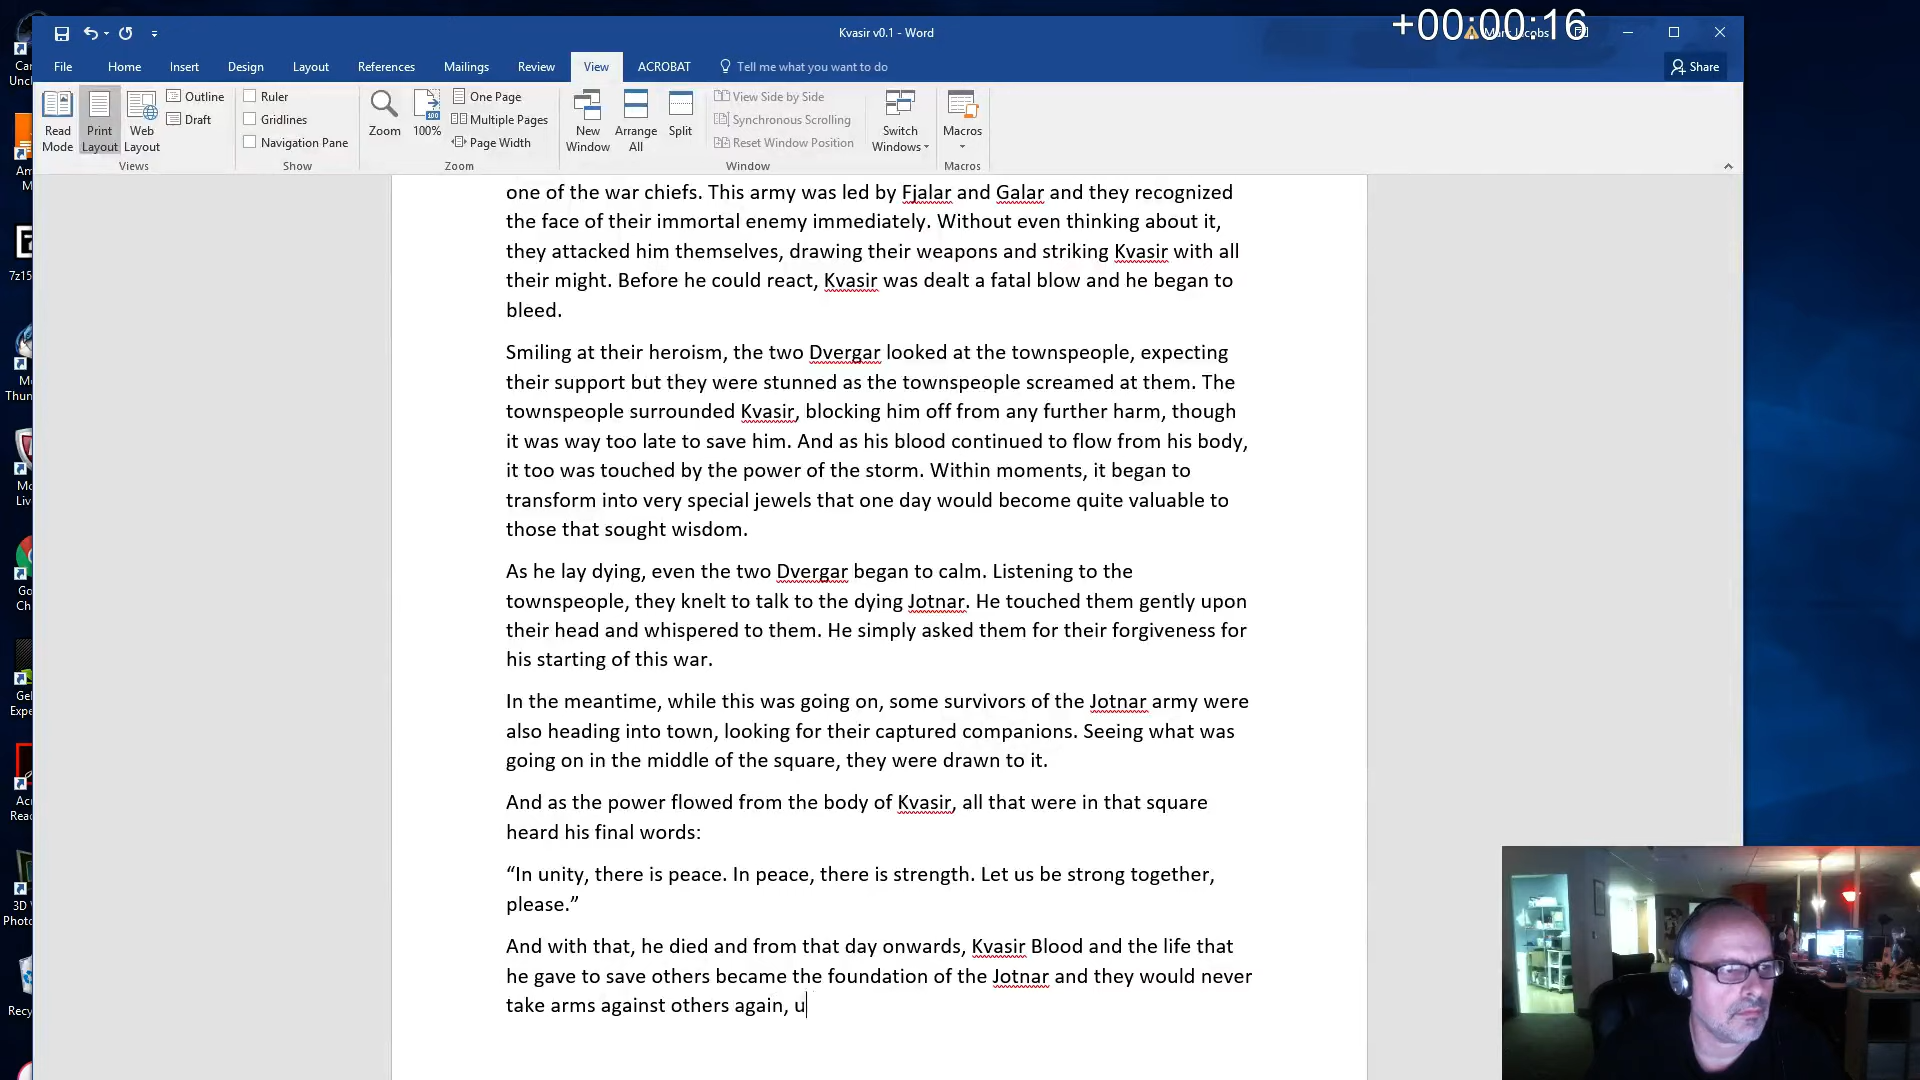 +00:00:16
Kvasir v0.1 - Word
File Home Insert Design Layout References Mailings Review View ACROBAT Tell me what you want to do Share
Read Mode
Print Layout
Web Layout
Outline
Draft
Views
Ruler
Gridlines
Navigation Pane
Show
Zoom
100%
One Page
Multiple Pages
Page Width
Zoom
New Window
Arrange All
Split
View Side by Side
Synchronous Scrolling
Reset Window Position
Window
Switch Windows
Macros
Macros
one of the war chiefs. This army was led by Fjalar and Galar and they recognized
the face of their immortal enemy immediately. Without even thinking about it,
they attacked him themselves, drawing their weapons and striking Kvasir with all
their might. Before he could react, Kvasir was dealt a fatal blow and he began to
bleed.
Smiling at their heroism, the two Dvergar looked at the townspeople, expecting
their support but they were stunned as the townspeople screamed at them. The
townspeople surrounded Kvasir, blocking him off from any further harm, though
it was way too late to save him. And as his blood continued to flow from his body,
it too was touched by the power of the storm. Within moments, it began to
transform into very special jewels that one day would become quite valuable to
those that sought wisdom.
As he lay dying, even the two Dvergar began to calm. Listening to the
townspeople, they knelt to talk to the dying Jotnar. He touched them gently upon
their head and whispered to them. He simply asked them for their forgiveness for
his starting of this war.
In the meantime, while this was going on, some survivors of the Jotnar army were
also heading into town, looking for their captured companions. Seeing what was
going on in the middle of the square, they were drawn to it.
And as the power flowed from the body of Kvasir, all that were in that square
heard his final words:
“In unity, there is peace. In peace, there is strength. Let us be strong together,
please.”
And with that, he died and from that day onwards, Kvasir Blood and the life that
he gave to save others became the foundation of the Jotnar and they would never
take arms against others again, u